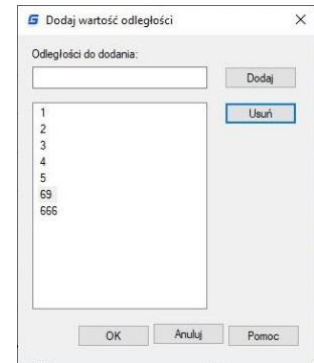 Dodaj wartość odległości
Odległości do dodania:
Dodaj
Usuń
1
2
3
4
5
69
666
OK Anuluj Pomoc